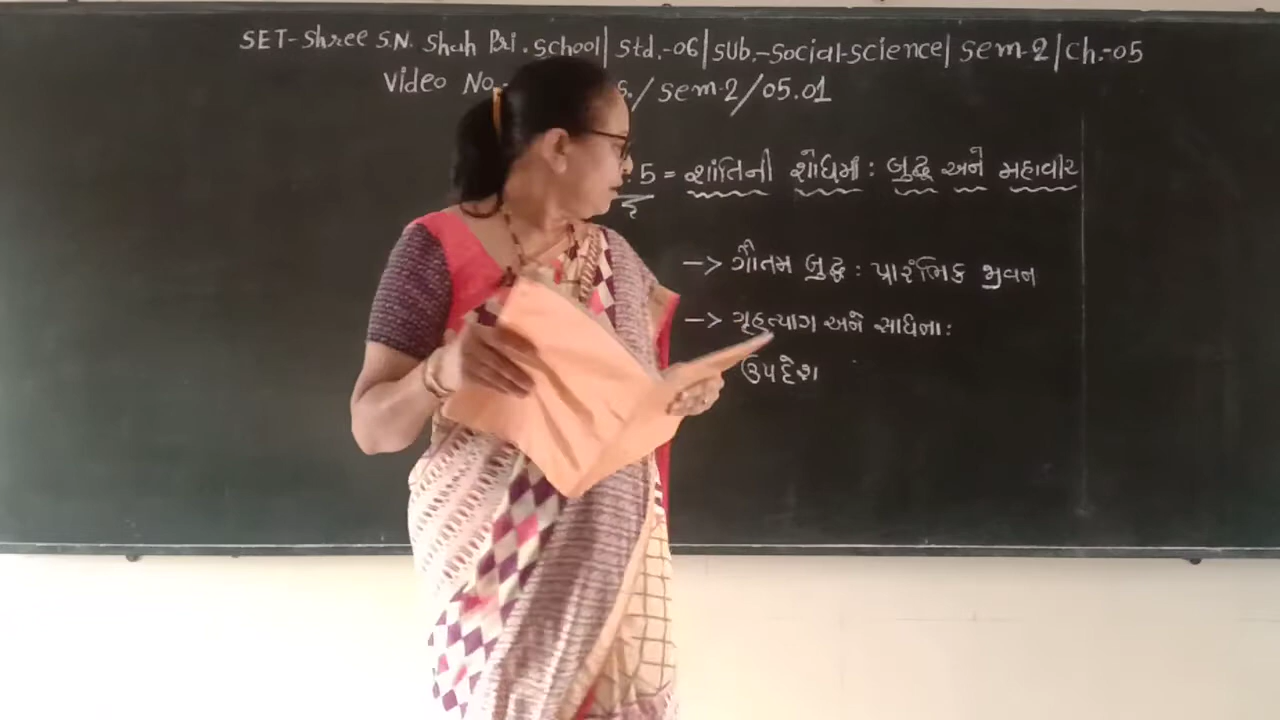 SET-Shree S.N. Shah Pri. School| Std.-06| Sub.-Social-Science| Sem-2 | Ch.-05
Video No.- s./ Sem-2/05.01
: 5 = શાંતિની શોધમાં : બુદ્ધ અને મહાવીર
-> ગૌતમ બુદ્ધ : પ્રારંભિક જીવન
-> ગૃહત્યાગ અને સાધના :
ઉપદેશ